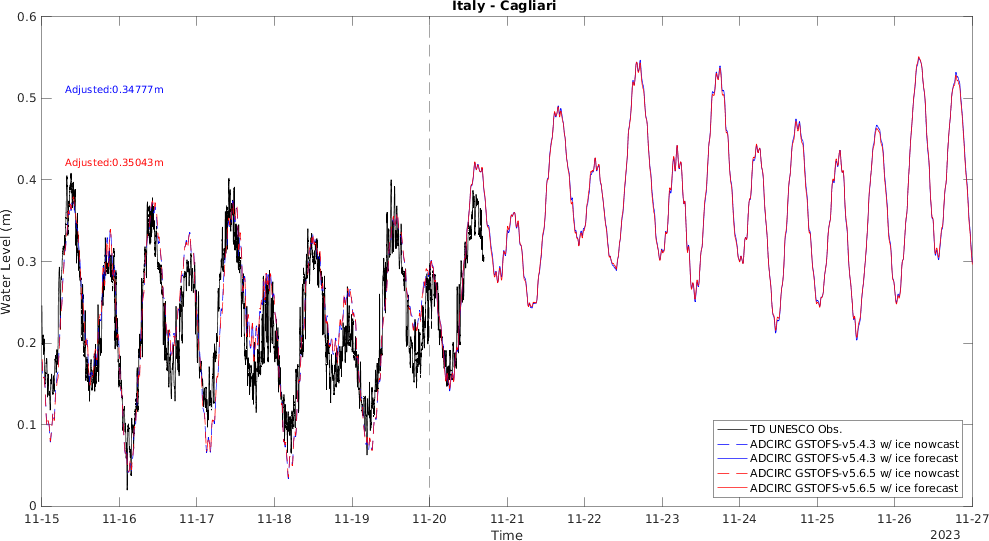 Italy - Cagliari
0.6
0.5
0.4
0.3
0.2
0.1
0
Water Level (m)
Adjusted:0.34777m
Adjusted:0.35043m
TD UNESCO Obs.
ADCIRC GSTOFS-v5.4.3 w/ ice nowcast
ADCIRC GSTOFS-v5.4.3 w/ ice forecast
ADCIRC GSTOFS-v5.6.5 w/ ice nowcast
ADCIRC GSTOFS-v5.6.5 w/ ice forecast
11-15 11-16 11-17 11-18 11-19 11-20 11-21 11-22 11-23 11-24 11-25 11-26 11-27
Time
2023